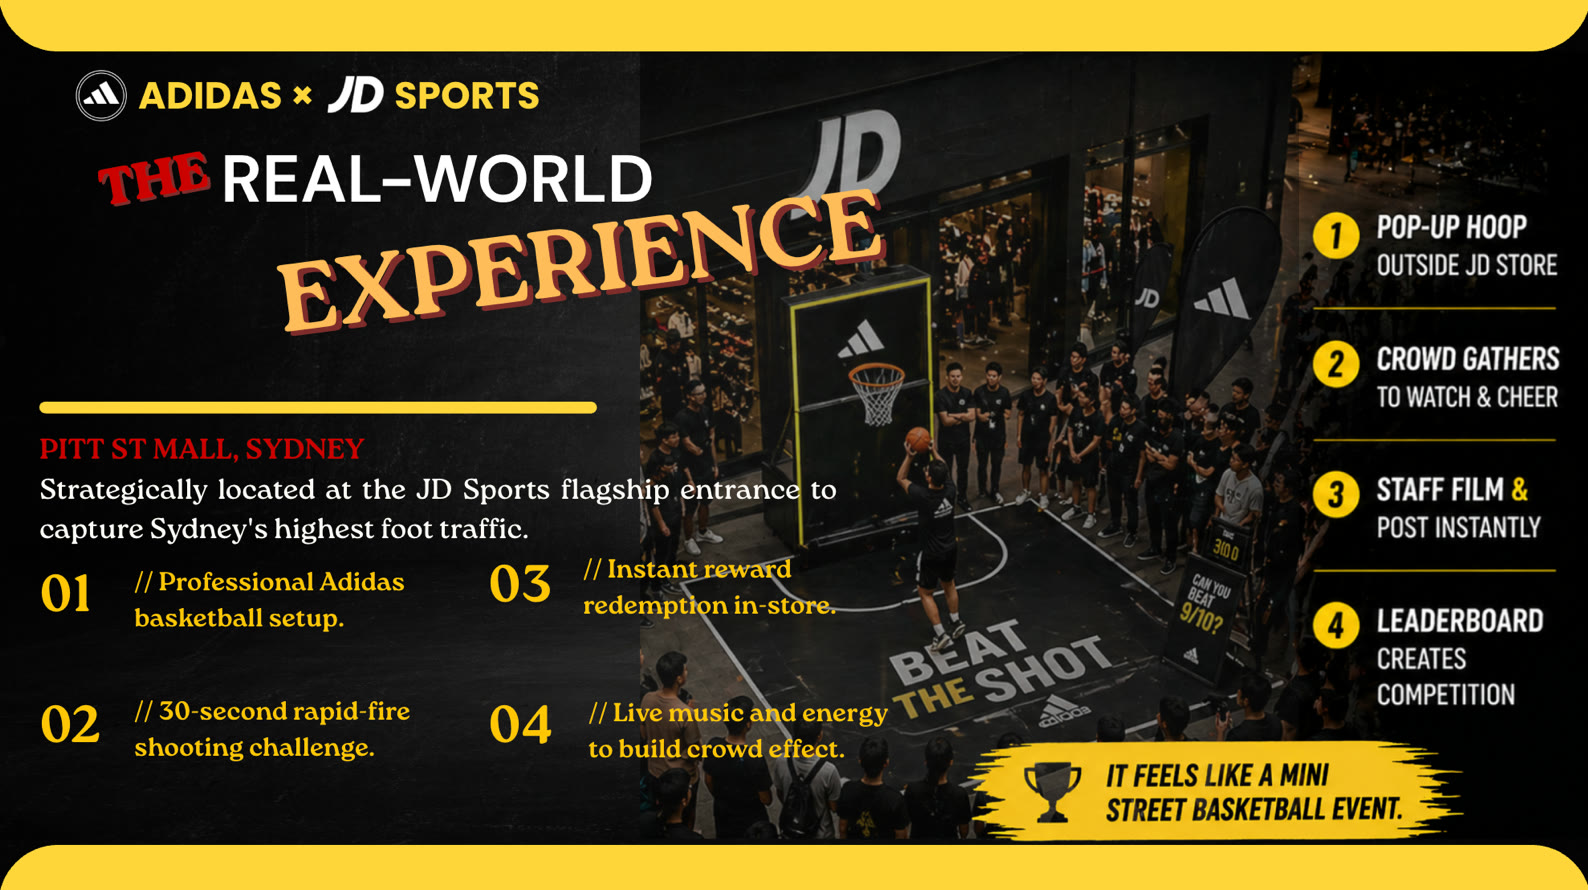 ADIDAS × JD SPORTS
THE REAL-WORLD
EXPERIENCE
PITT ST MALL, SYDNEY
Strategically located at the JD Sports flagship entrance to
capture Sydney's highest foot traffic.
01
// Professional Adidas
basketball setup.
02
// 30-second rapid-fire
shooting challenge.
03
// Instant reward
redemption in-store.
04
// Live music and energy
to build crowd effect.
JD
JD
CAN YOU
BEAT
9/10?
BEAT
THE SHOT
adidas
1
POP-UP HOOP
OUTSIDE JD STORE
2
CROWD GATHERS
TO WATCH & CHEER
3
STAFF FILM &
POST INSTANTLY
4
LEADERBOARD
CREATES
COMPETITION
IT FEELS LIKE A MINI
STREET BASKETBALL EVENT.